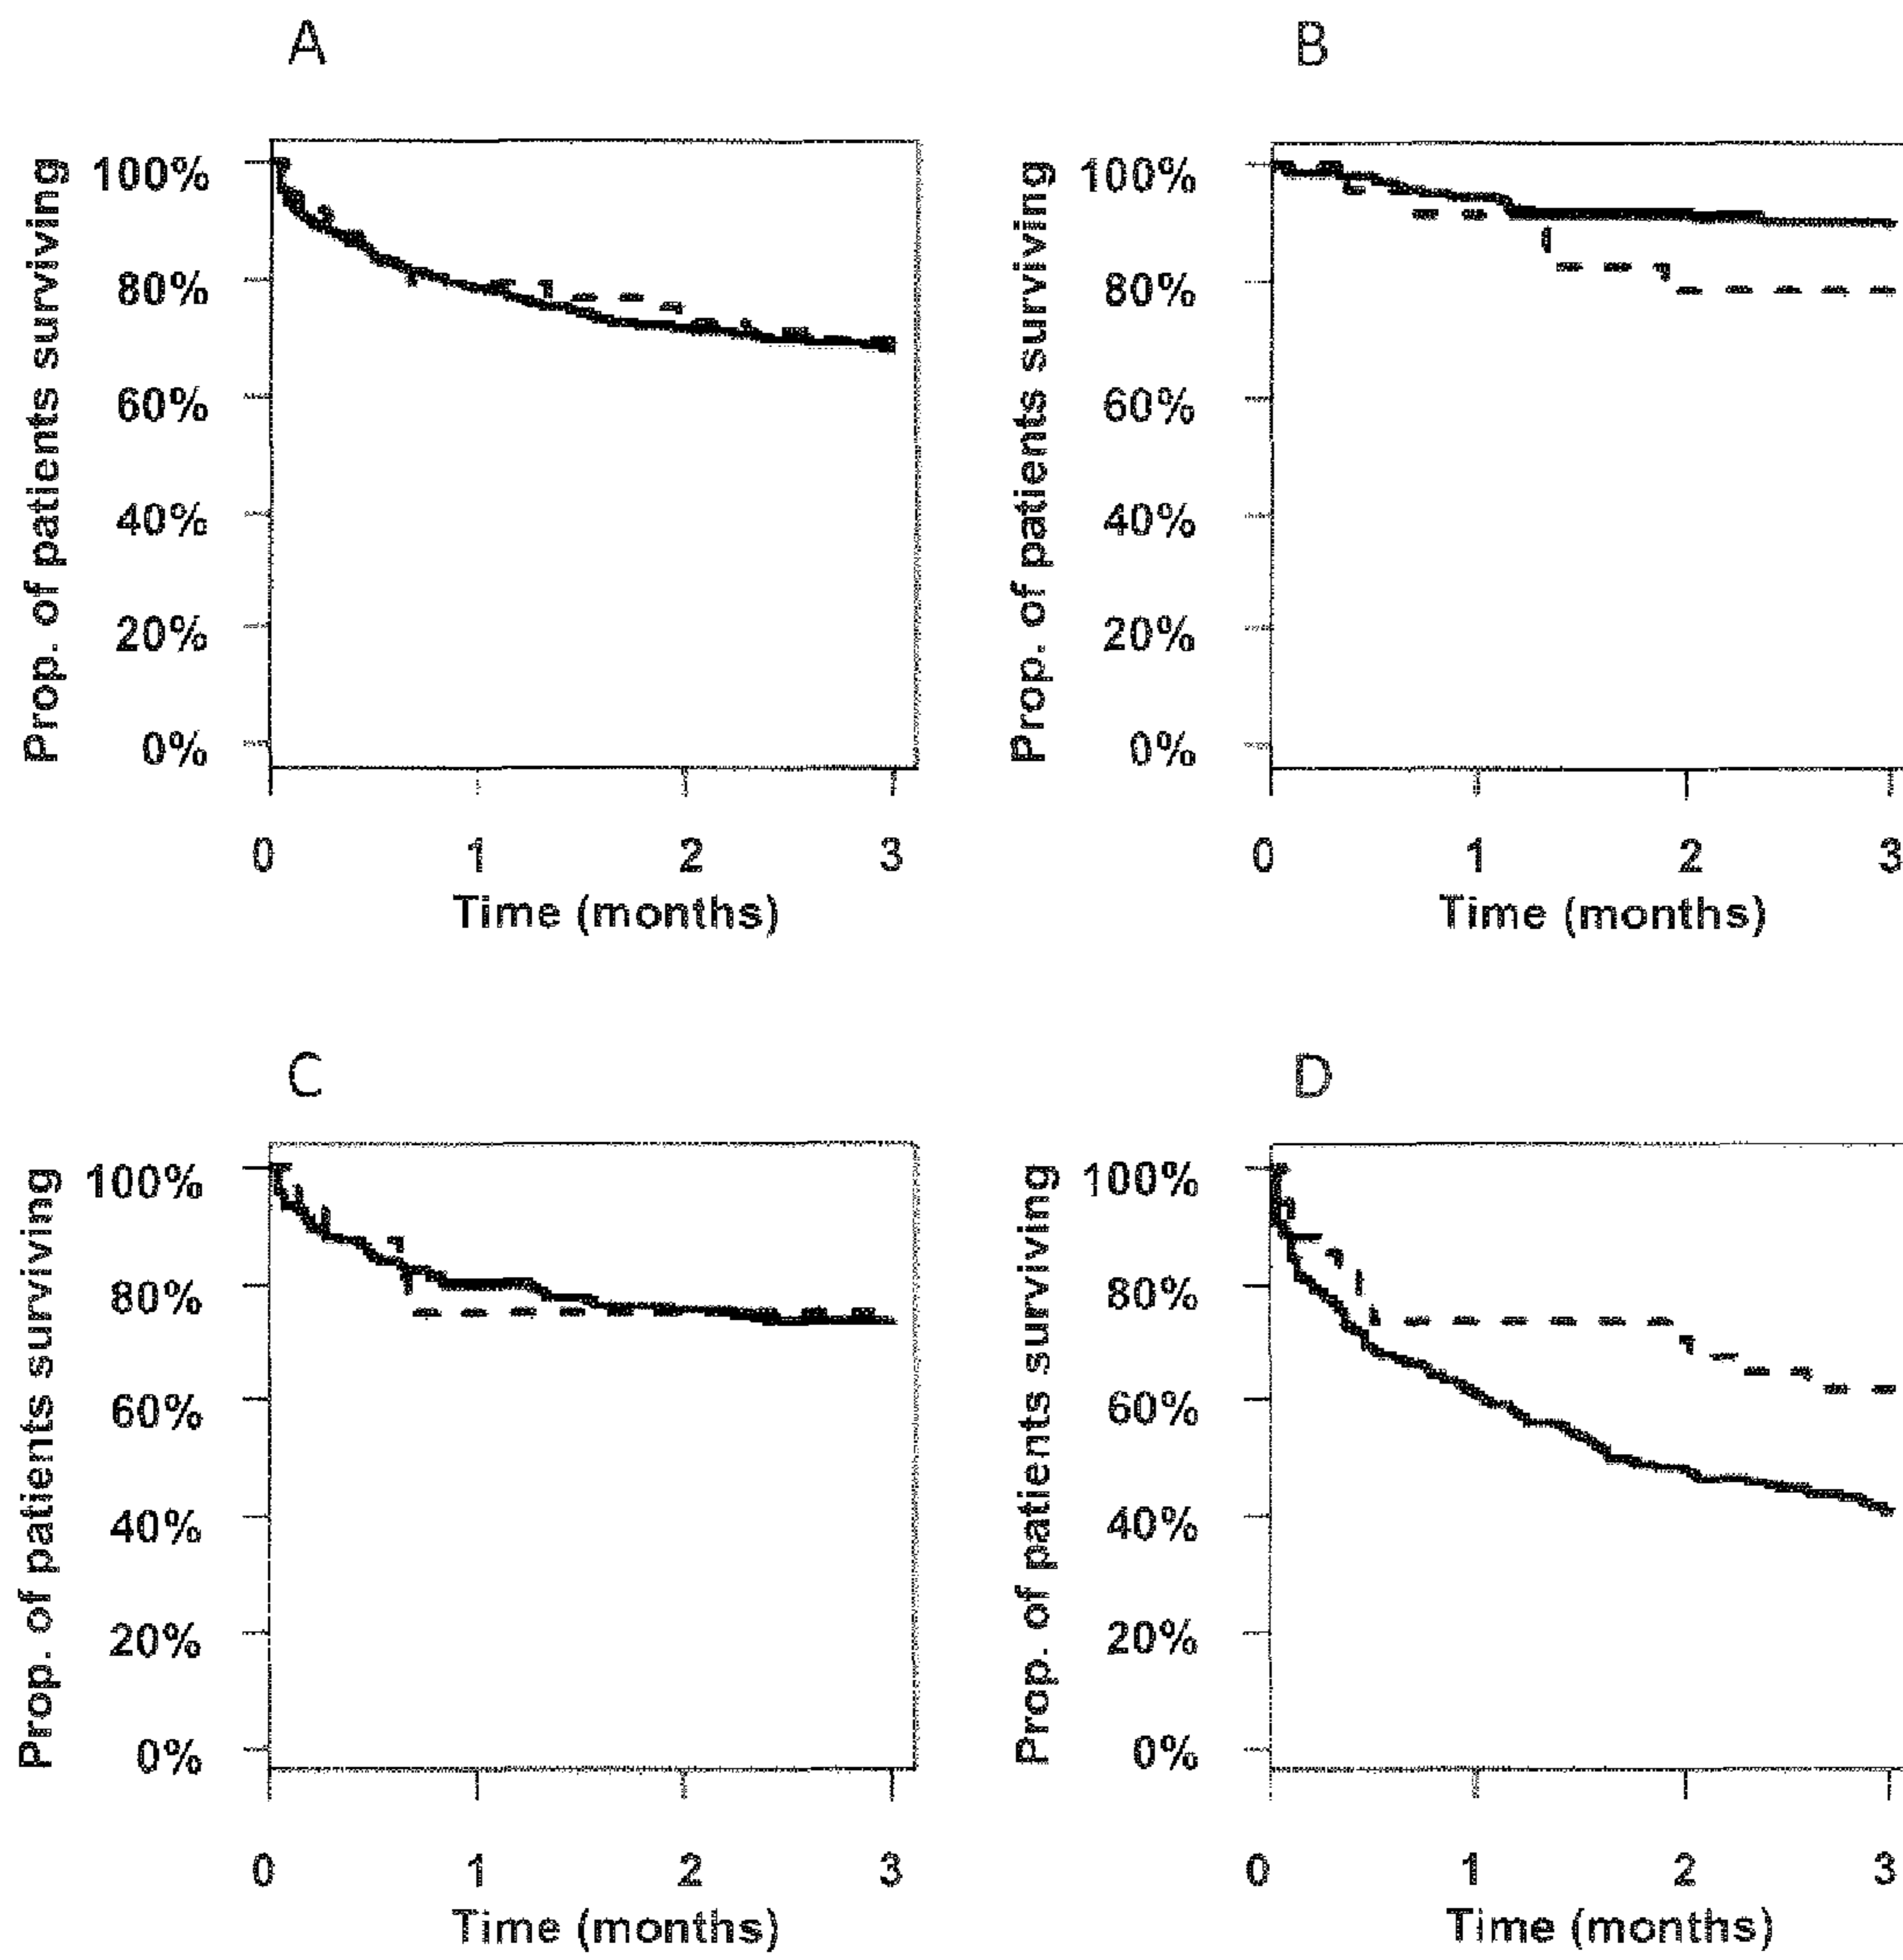 A
Prop. of patients surviving
100%
80%
60%
40%
20%
0%
0 1 2 3
Time (months)
B
Prop. of patients surviving
100%
80%
60%
40%
20%
0%
0 1 2 3
Time (months)
C
Prop. of patients surviving
100%
80%
60%
40%
20%
0%
0 1 2 3
Time (months)
D
Prop. of patients surviving
100%
80%
60%
40%
20%
0%
0 1 2 3
Time (months)